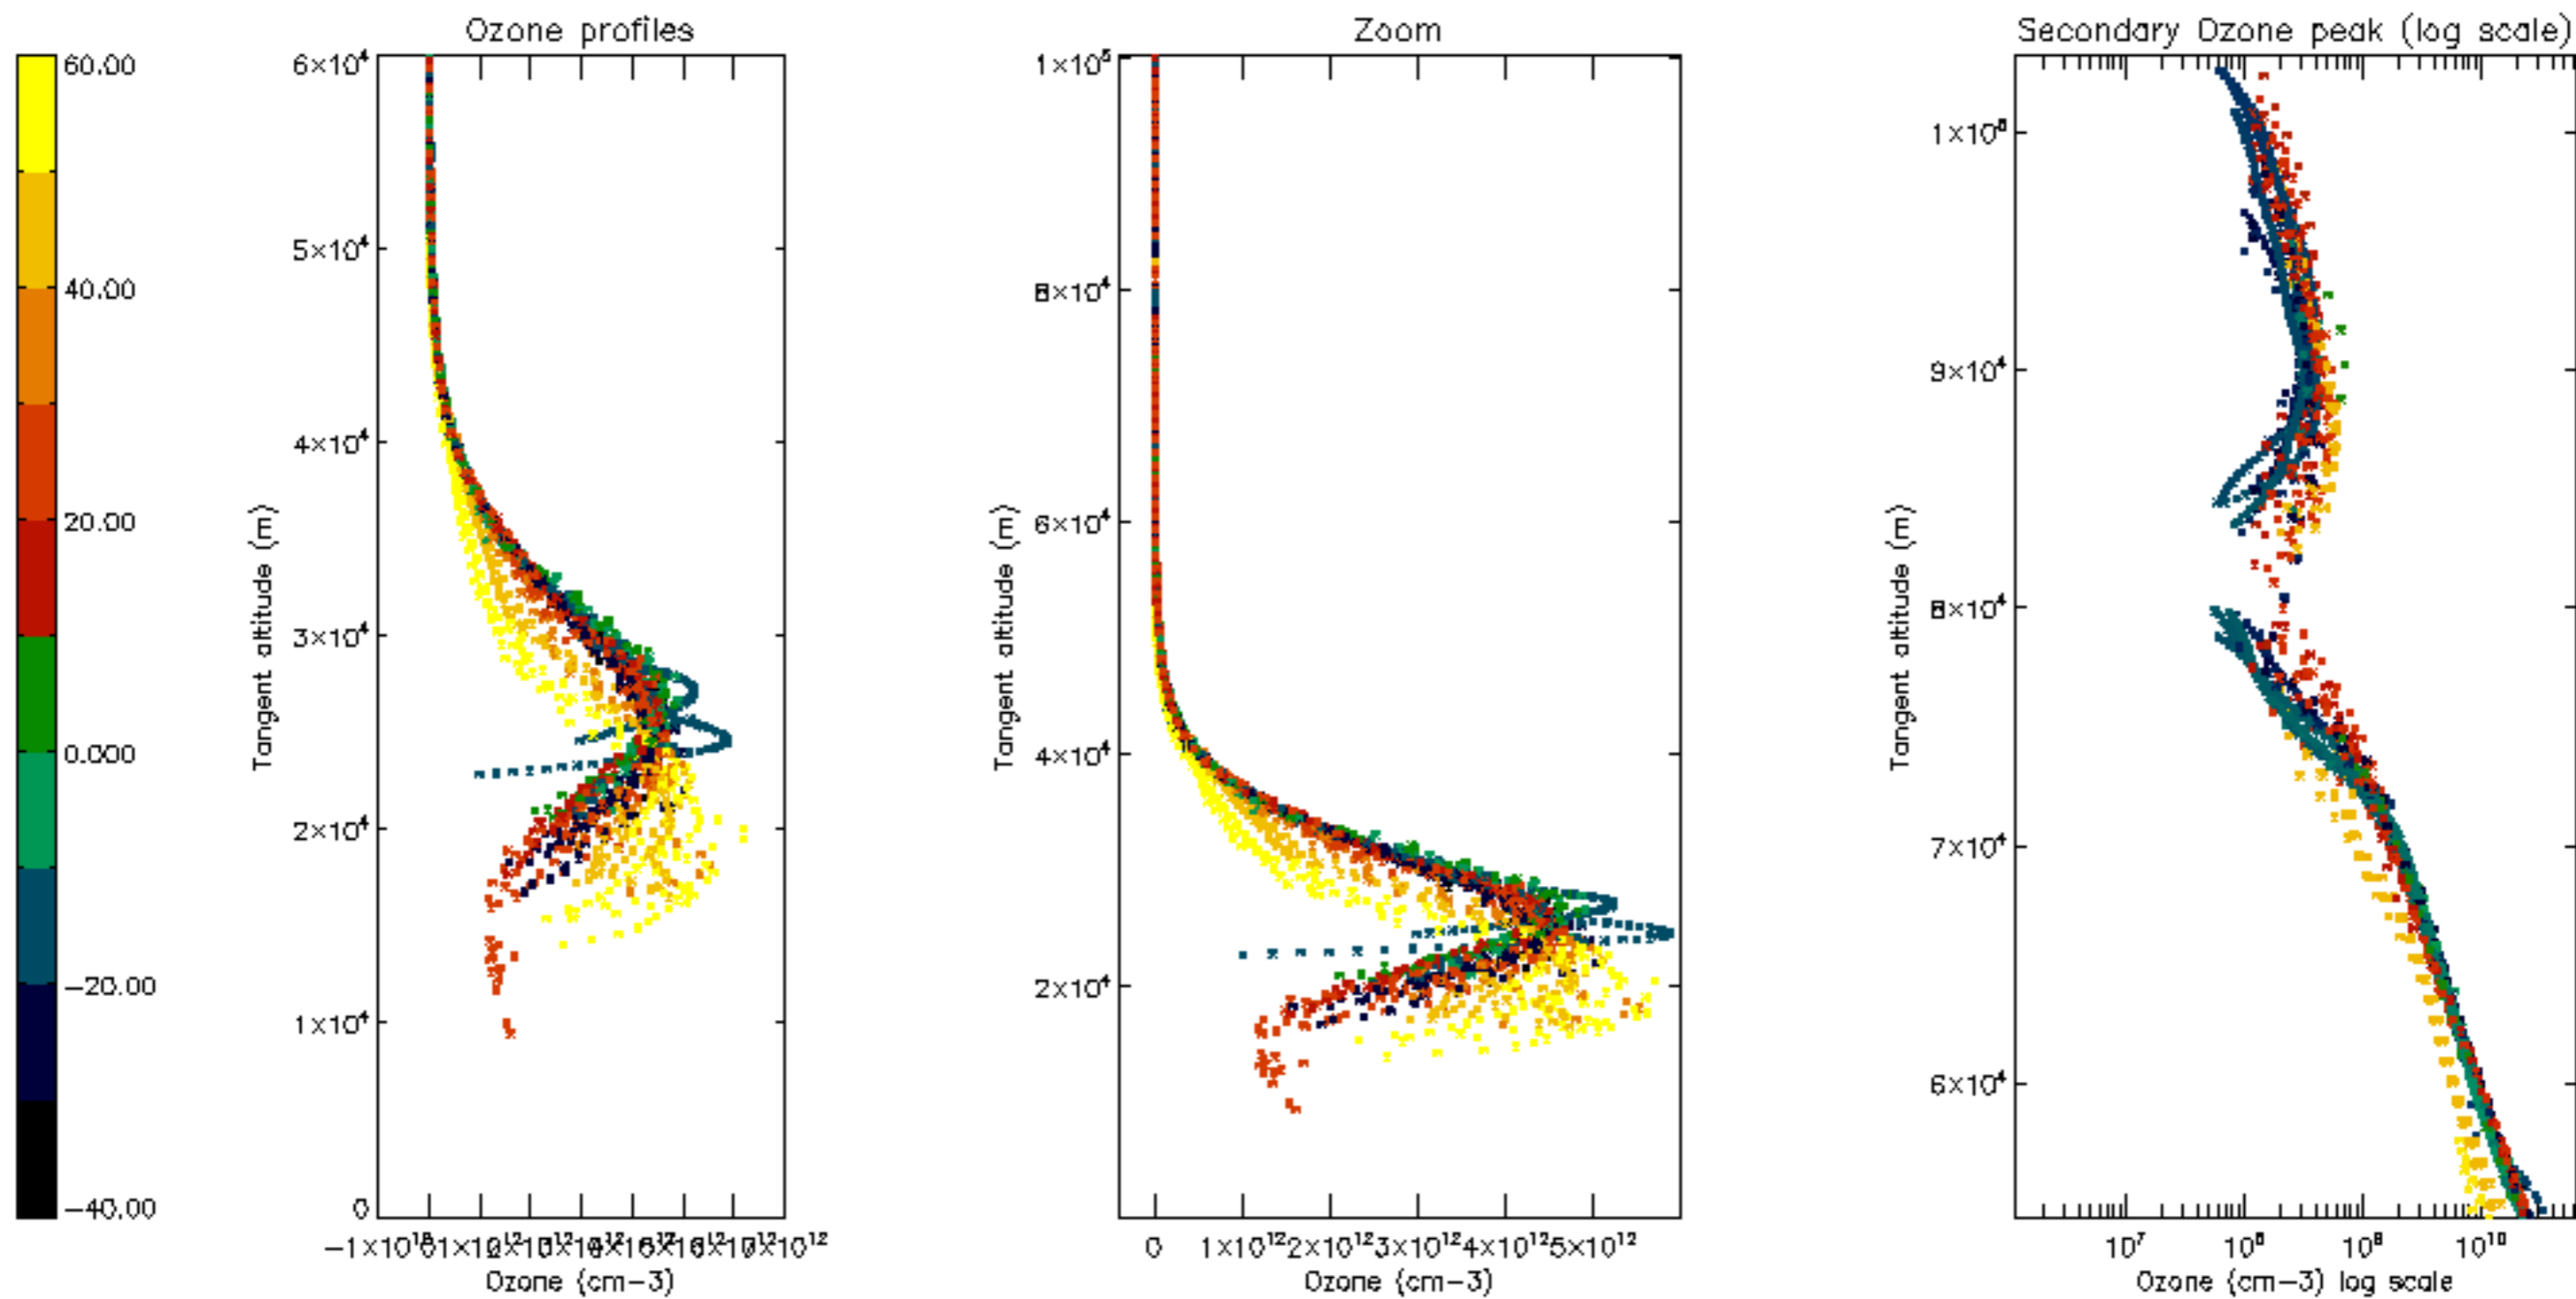 Ozone profiles
Zoom
Secondary Ozone peak (log scale)
60.00
40.00
20.00
0.000
−20.00
−40.00
6×10⁴
5×10⁴
4×10⁴
3×10⁴
2×10⁴
1×10⁴
0
Tangent altitude (m)
Ozone (cm−3)
1×10⁵
8×10⁴
6×10⁴
4×10⁴
2×10⁴
Tangent altitude (m)
0 1×10¹² 2×10¹² 3×10¹² 4×10¹² 5×10¹²
Ozone (cm−3)
9×10⁴
8×10⁴
7×10⁴
6×10⁴
Tangent altitude (m)
10⁷ 10⁸ 10⁹ 10¹⁰
Ozone (cm−3) log scale